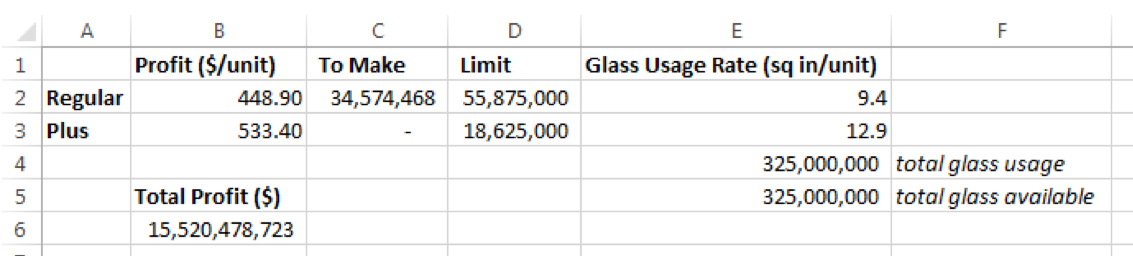 A B C D E F
1 Profit ($/unit) To Make Limit Glass Usage Rate (sq in/unit)
2 Regular 448.90 34,574,468 55,875,000 9.4
3 Plus 533.40 - 18,625,000 12.9
4 325,000,000 total glass usage
5 Total Profit ($) 325,000,000 total glass available
6 15,520,478,723